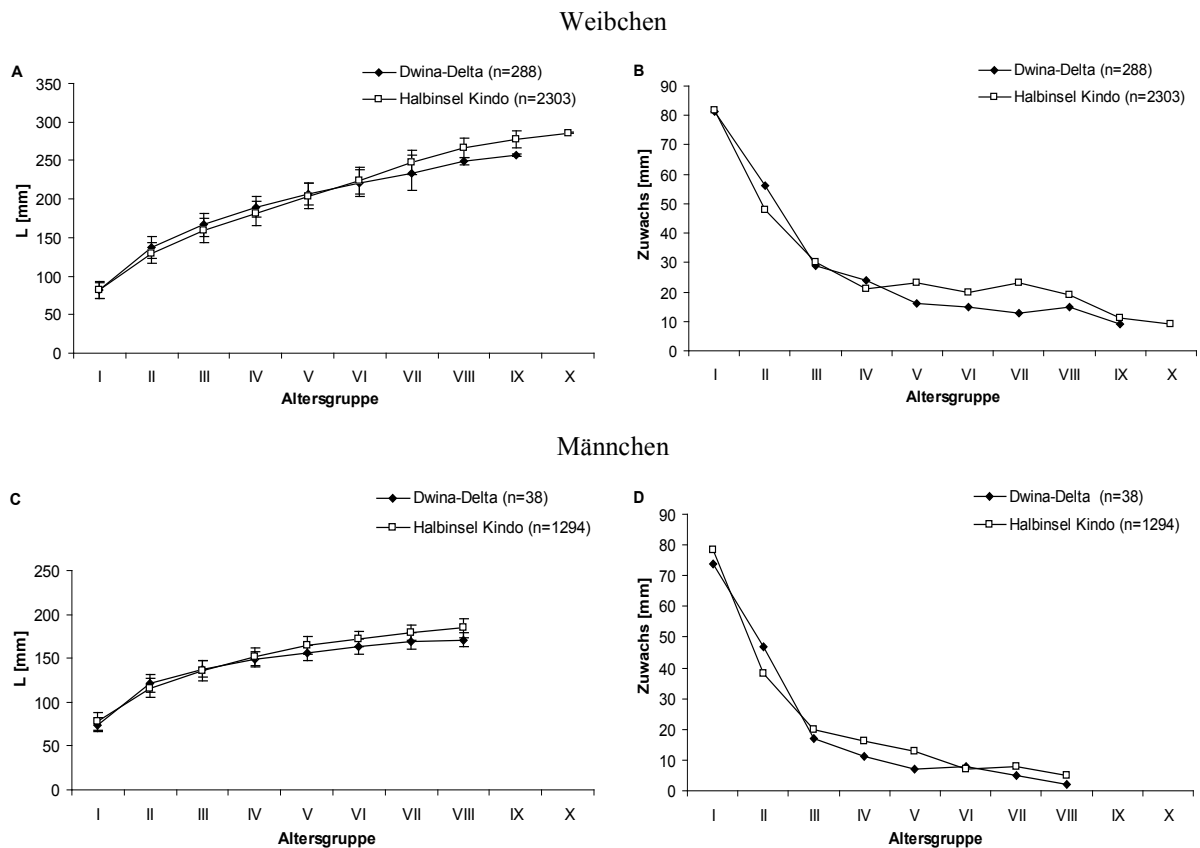 Weibchen
A
Dwina-Delta (n=288)
Halbinsel Kindo (n=2303)
350
300
250
200
150
100
50
0
L [mm]
I II III IV V VI VII VIII IX X
Altersgruppe
B
Dwina-Delta (n=288)
Halbinsel Kindo (n=2303)
90
80
70
60
50
40
30
20
10
0
Zuwachs [mm]
I II III IV V VI VII VIII IX X
Altersgruppe
Männchen
C
Dwina-Delta (n=38)
Halbinsel Kindo (n=1294)
250
200
150
100
50
0
L [mm]
I II III IV V VI VII VIII IX X
Altersgruppe
D
Dwina-Delta (n=38)
Halbinsel Kindo (n=1294)
90
80
70
60
50
40
30
20
10
0
Zuwachs [mm]
I II III IV V VI VII VIII IX X
Altersgruppe